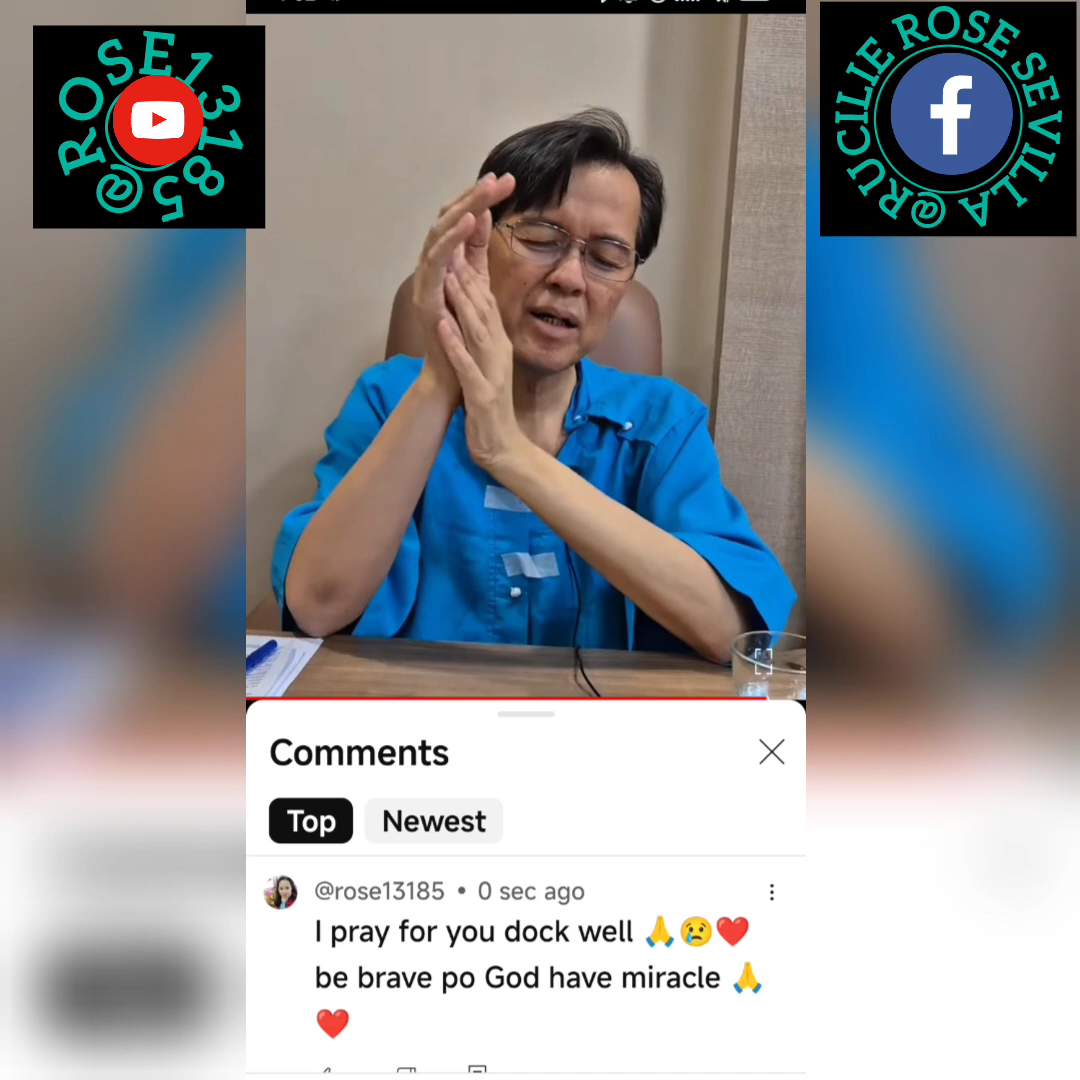 ROSE13185@
RUCILIE ROSE SEVILLA@
f
Comments
Top
Newest
@rose13185 • 0 sec ago
I pray for you dock well 🙏😢❤️
be brave po God have miracle 🙏
❤️